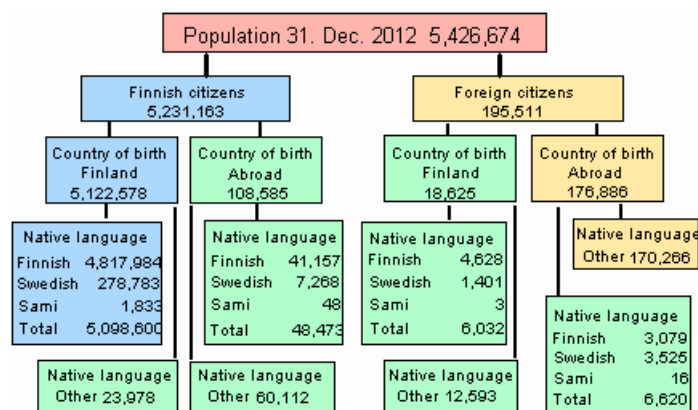 Population 31. Dec. 2012 5,426,674
Finnish citizens
5,231,163
Foreign citizens
195,511
Country of birth
Finland
5,122,578
Country of birth
Abroad
108,585
Country of birth
Finland
18,625
Country of birth
Abroad
176,886
Native language
Finnish 4,817,984
Swedish 278,783
Sami 1,833
Total 5,098,600
Native language
Finnish 41,157
Swedish 7,268
Sami 48
Total 48,473
Native language
Finnish 4,628
Swedish 1,401
Sami 3
Total 6,032
Native language
Other 170,266
Native language
Finnish 3,079
Swedish 3,525
Sami 16
Total 6,620
Native language
Other 23,978
Native language
Other 60,112
Native language
Other 12,593